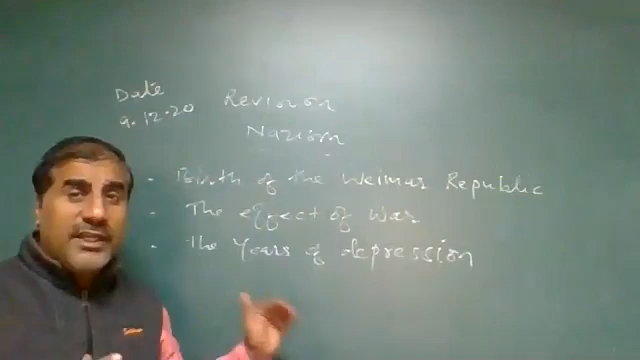 Date
9.12.20
Revision
Nazism
- Birth of the Weimar Republic
- The effect of war
- The Years of depression